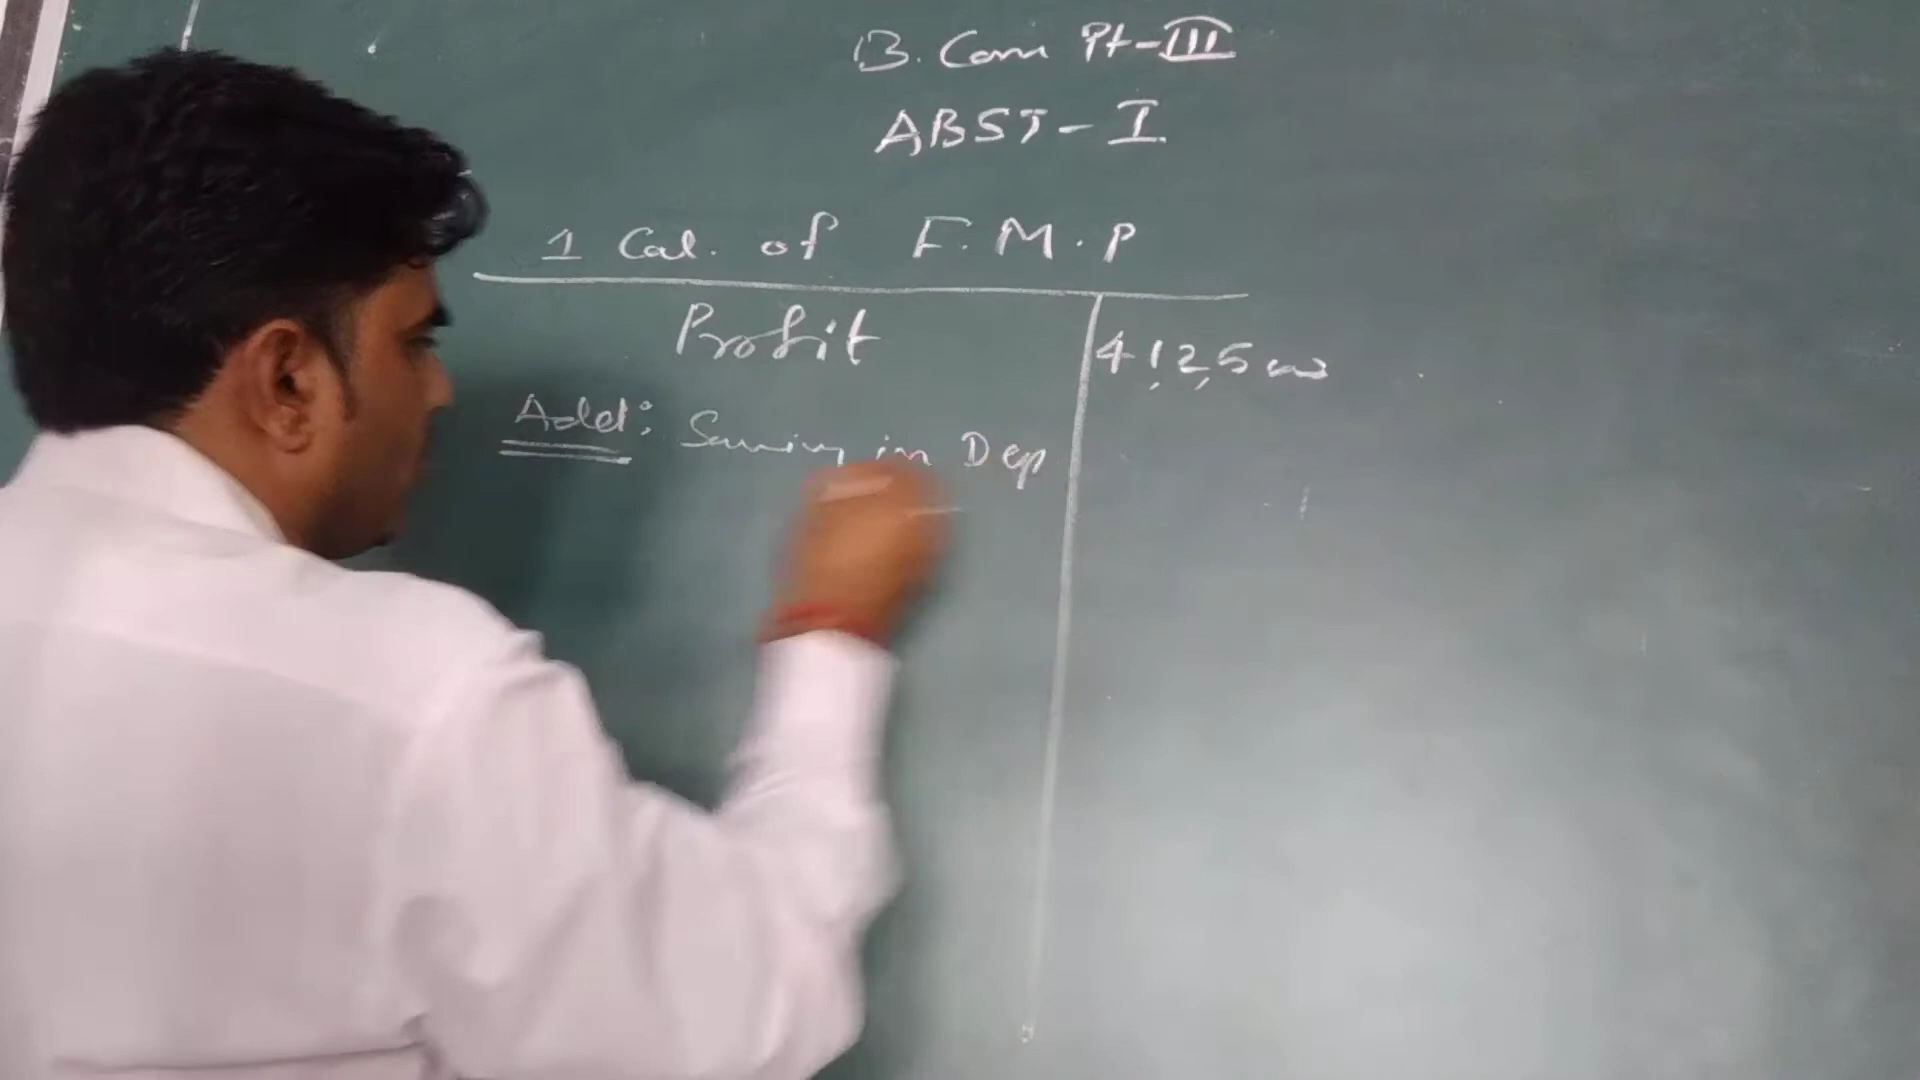 B. Com Pt-III
ABST-I
1 Cal. of F.M.P
Profit 4,12,500
Add: Saving in Dep